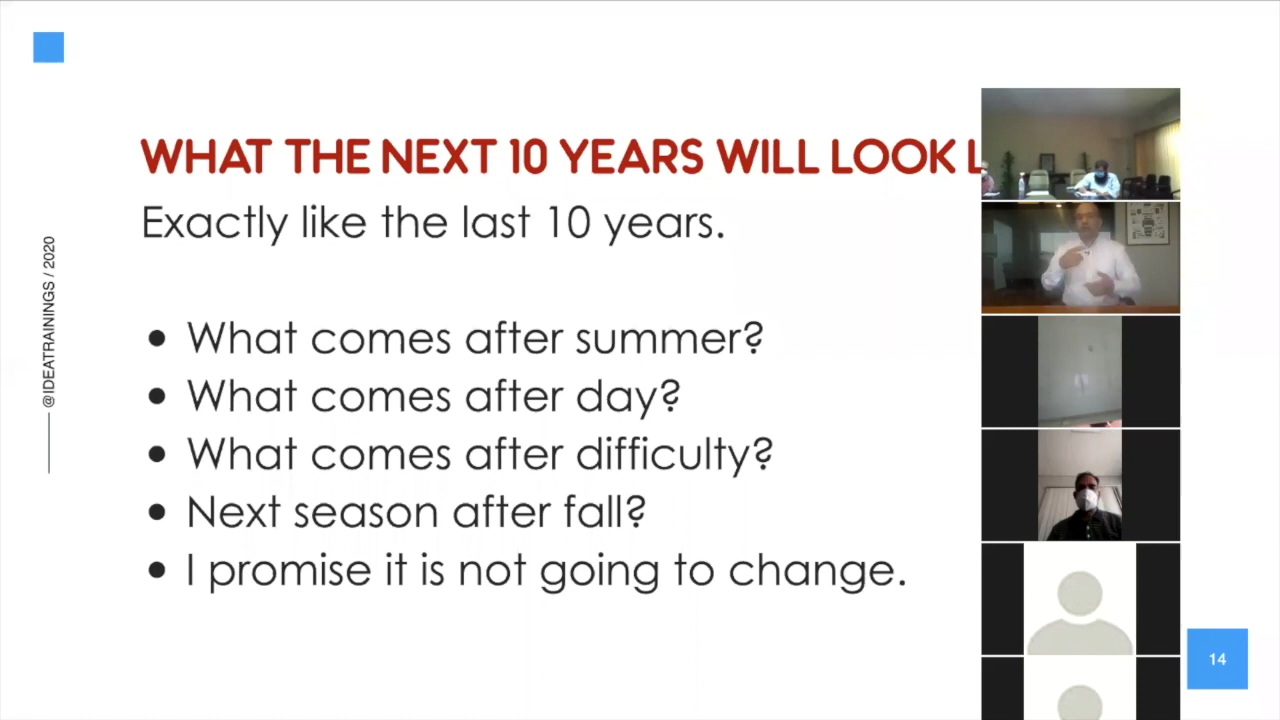 WHAT THE NEXT 10 YEARS WILL LOOK L
Exactly like the last 10 years.
• What comes after summer?
• What comes after day?
• What comes after difficulty?
• Next season after fall?
• I promise it is not going to change.
@IDEATRAININGS / 2020
14